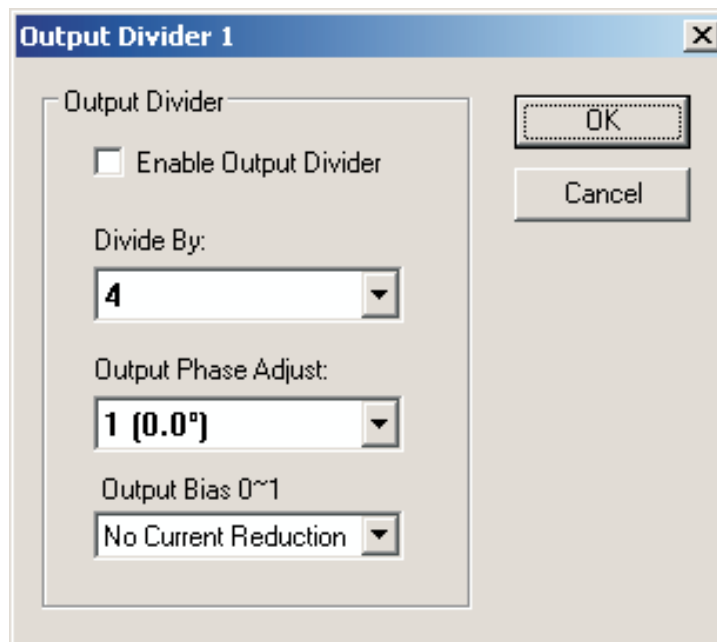 Output Divider 1
Output Divider
Enable Output Divider
Divide By:
4
Output Phase Adjust:
1 (0.0°)
Output Bias 0~1
No Current Reduction
OK
Cancel